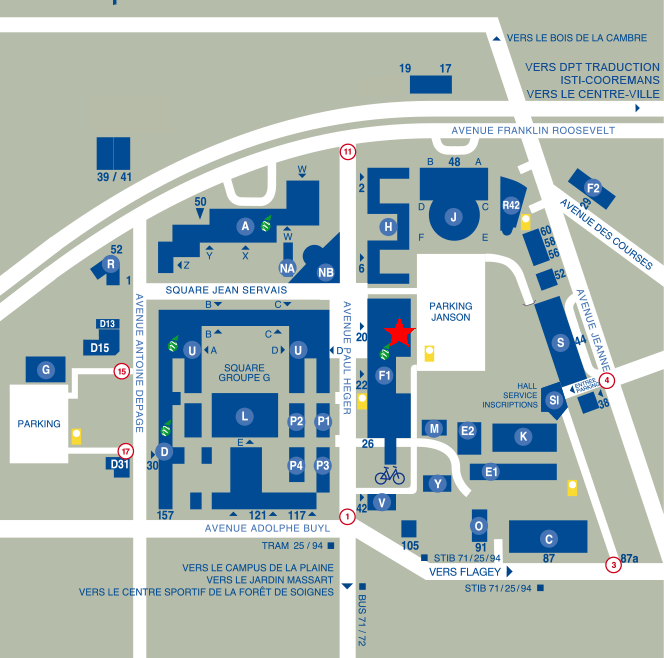 VERS LE BOIS DE LA CAMBRE
VERS DPT TRADUCTION
ISTI-COOREMANS
VERS LE CENTRE-VILLE
19 17
AVENUE FRANKLIN ROOSEVELT
39 / 41
11
W
2
B 48 A
50
A
W
Y X
Z
NA
NB
H
6
D C
J
F E
R42
F2
29
AVENUE DES COURSES
60
58
56
52
52
R
1
SQUARE JEAN SERVAIS
B C
B C
U A D U D
SQUARE
GROUPE G
AVENUE ANTOINE DEPAGE
AVENUE PAUL HEGER
20
22
F1
PARKING
JANSON
S
44
AVENUE JEANNE
4
ENTRÉE
PARKING
38
HALL
SERVICE
INSCRIPTIONS
SI
D13
D15
G
15
PARKING
17
D31
30
D
L
P2 P1
P4 P3
E
26
M E2 K
E1
Y
V
42
O
91
C
87
87a
105
157 121 117
1
AVENUE ADOLPHE BUYL
TRAM 25 / 94
STIB 71/25/94
VERS FLAGEY
STIB 71/25/94
3
VERS LE CAMPUS DE LA PLAINE
VERS LE JARDIN MASSART
VERS LE CENTRE SPORTIF DE LA FORÊT DE SOIGNES
BUS 71 / 72